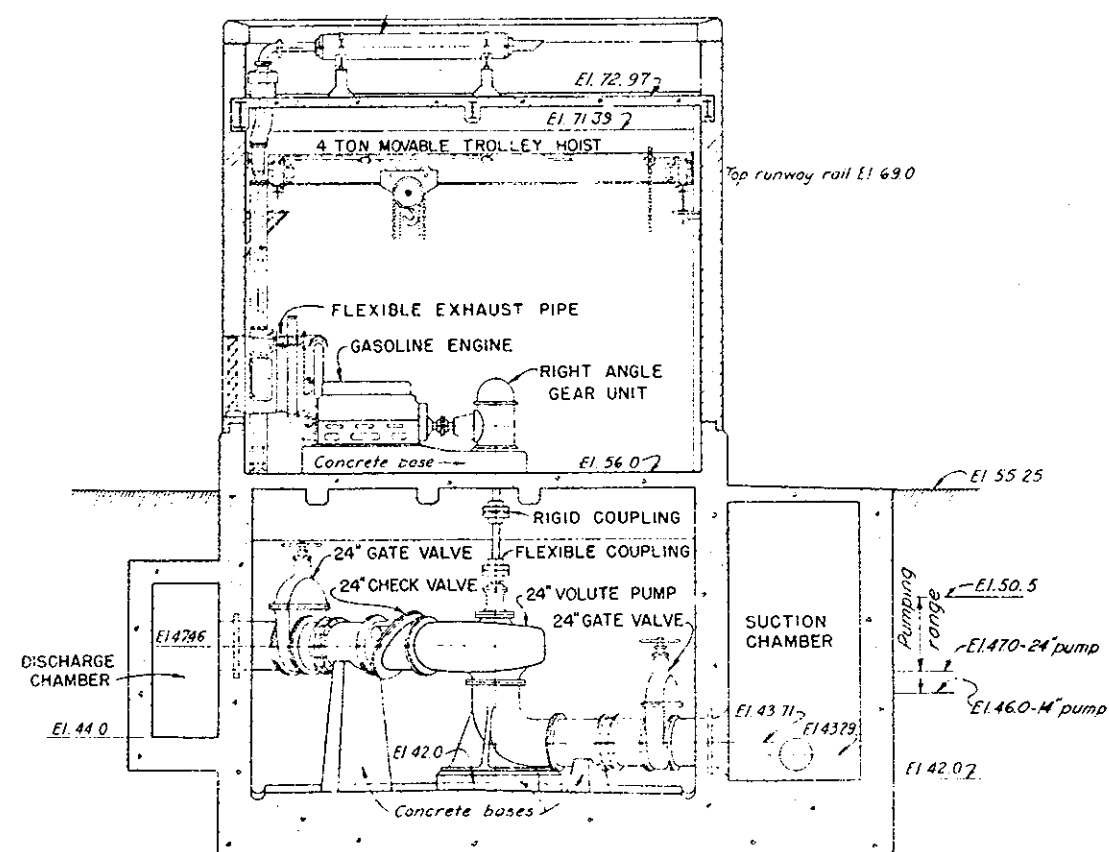 El. 72.97
El. 71.39
4 TON MOVABLE TROLLEY HOIST
Top runway rail El 69.0
FLEXIBLE EXHAUST PIPE
GASOLINE ENGINE
RIGHT ANGLE
GEAR UNIT
Concrete base
El. 56.0
El 55.25
RIGID COUPLING
24" GATE VALVE
FLEXIBLE COUPLING
24" CHECK VALVE
24" VOLUTE PUMP
24" GATE VALVE
El. 50.5
Pumping
range
SUCTION
CHAMBER
El 47.46
El. 47.0-24" pump
DISCHARGE
CHAMBER
El. 46.0-14" pump
El. 43.71
El 43.79
El. 44.0
El. 42.0
El. 42.0
Concrete bases